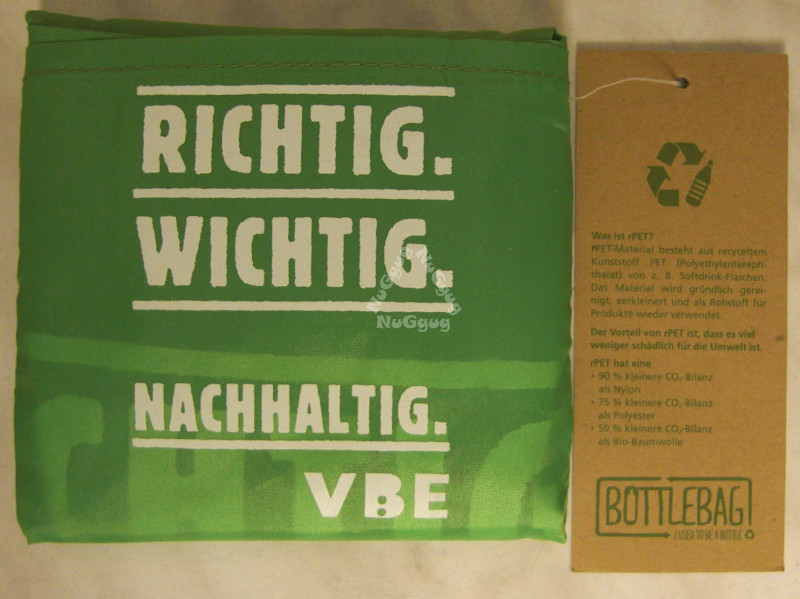 RICHTIG.
WICHTIG.
NACHHALTIG.
VBE
NuGgug NuGgug
NuGgug
Was ist rPET?
rPET-Material besteht aus recyceltem
Kunststoff PET (Polyethylentereph-
thalat) von z. B. Softdrink-Flaschen.
Das Material wird gründlich gerei-
nigt, zerkleinert und als Rohstoff für
Produkte wieder verwendet.
Der Vorteil von rPET ist, dass es viel
weniger schädlich für die Umwelt ist.
rPET hat eine
• 90 % kleinere CO₂-Bilanz
als Nylon
• 75 % kleinere CO₂-Bilanz
als Polyester
• 50 % kleinere CO₂-Bilanz
als Bio-Baumwolle
BOTTLEBAG
I USED TO BE A BOTTLE